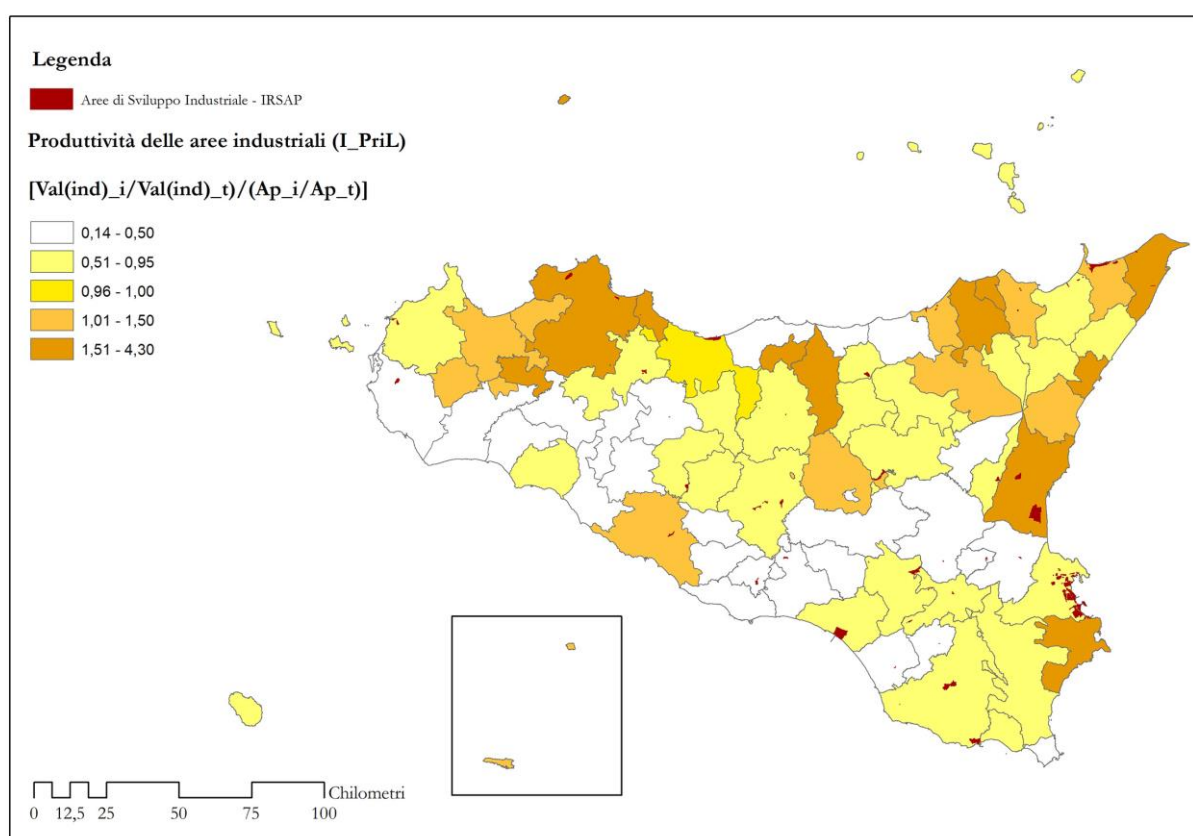 Legenda
Aree di Sviluppo Industriale - IRSAP
Produttività delle aree industriali (I_PriL)
[Val(ind)_i/Val(ind)_t)/(Ap_i/Ap_t)]
0,14 - 0,50
0,51 - 0,95
0,96 - 1,00
1,01 - 1,50
1,51 - 4,30
Chilometri
0 12,5 25 50 75 100